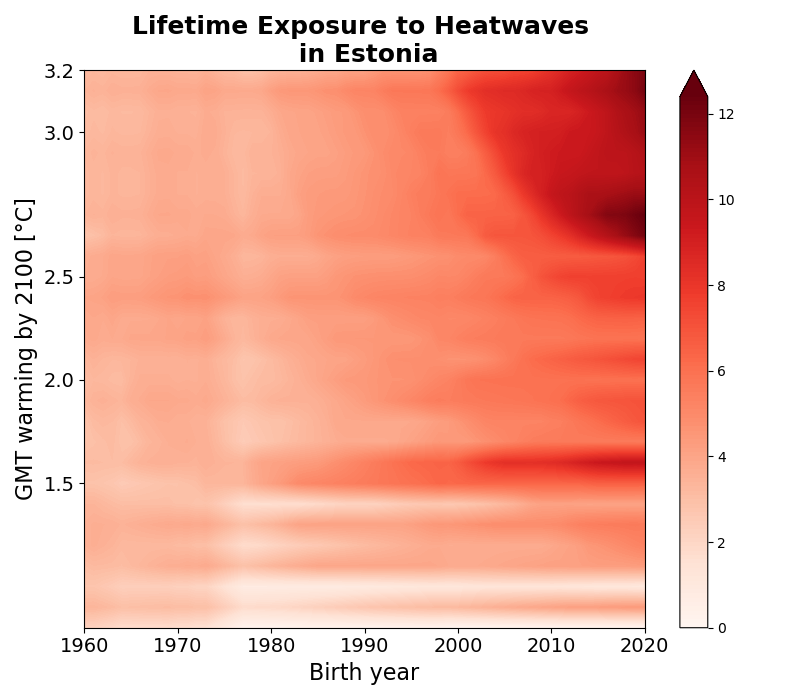 Lifetime Exposure to Heatwaves
in Estonia
GMT warming by 2100 [°C]
3.2
3.0
2.5
2.0
1.5
1960 1970 1980 1990 2000 2010 2020
Birth year
12
10
8
6
4
2
0